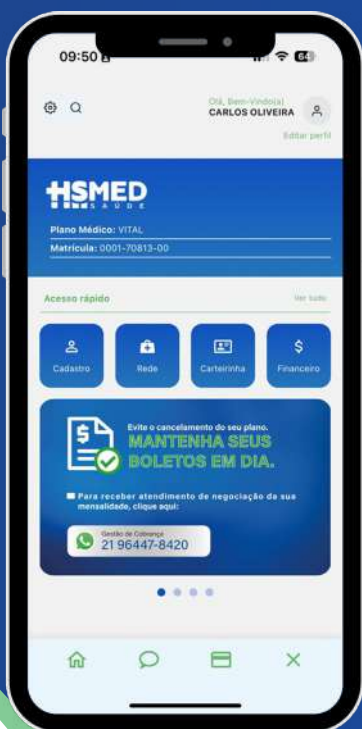 09:50
64
Olá, Bem-Vindo(a)
CARLOS OLIVEIRA
Editar perfil
HSMED
SAÚDE
Plano Médico: VITAL
Matrícula: 0001-70813-00
Acesso rápido
Ver tudo
Cadastro
Rede
Carteirinha
Financeiro
Evite o cancelamento do seu plano.
MANTENHA SEUS
BOLETOS EM DIA.
Para receber atendimento de negociação da sua
mensalidade, clique aqui:
Gestão de Cobrança
21 96447-8420